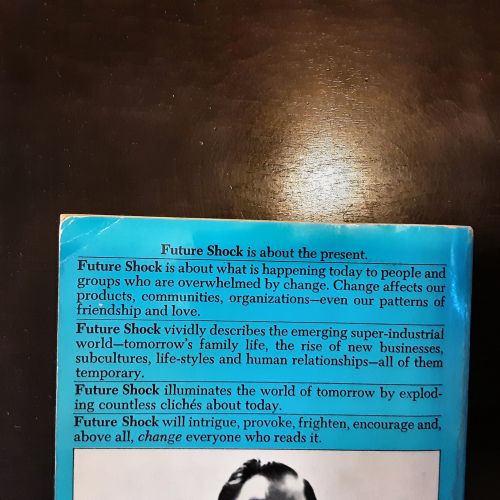 Future Shock is about the present.
Future Shock is about what is happening today to people and
groups who are overwhelmed by change. Change affects our
products, communities, organizations—even our patterns of
friendship and love.
Future Shock vividly describes the emerging super-industrial
world—tomorrow's family life, the rise of new businesses,
subcultures, life-styles and human relationships—all of them
temporary.
Future Shock illuminates the world of tomorrow by explod-
ing countless clichés about today.
Future Shock will intrigue, provoke, frighten, encourage and,
above all, change everyone who reads it.